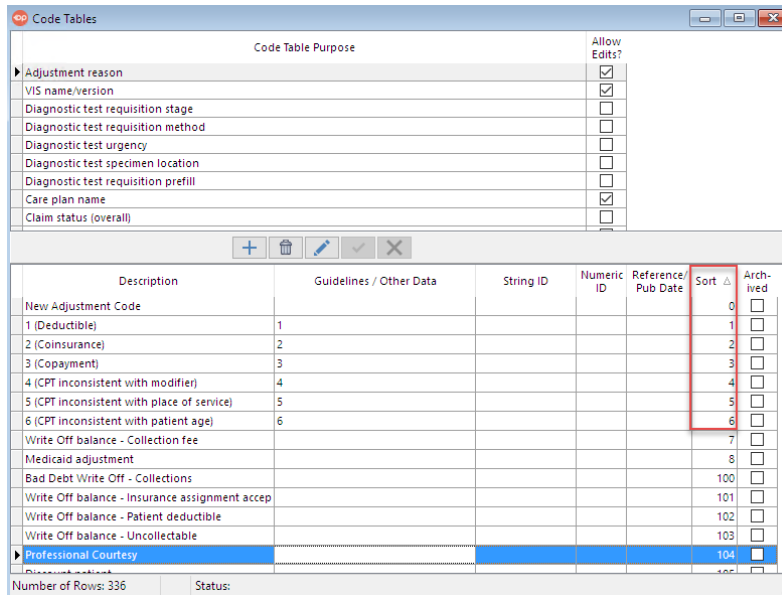 op Code Tables
Code Table Purpose Allow Edits?
Adjustment reason
VIS name/version
Diagnostic test requisition stage
Diagnostic test requisition method
Diagnostic test urgency
Diagnostic test specimen location
Diagnostic test requisition prefill
Care plan name
Claim status (overall)
Description Guidelines / Other Data String ID Numeric ID Reference/ Pub Date Sort Arch-ived
New Adjustment Code 0
1 (Deductible) 1 1
2 (Coinsurance) 2 2
3 (Copayment) 3 3
4 (CPT inconsistent with modifier) 4 4
5 (CPT inconsistent with place of service) 5 5
6 (CPT inconsistent with patient age) 6 6
Write Off balance - Collection fee 7
Medicaid adjustment 8
Bad Debt Write Off - Collections 100
Write Off balance - Insurance assignment accep 101
Write Off balance - Patient deductible 102
Write Off balance - Uncollectable 103
Professional Courtesy 104
Discount patient 105
Number of Rows: 336 Status: